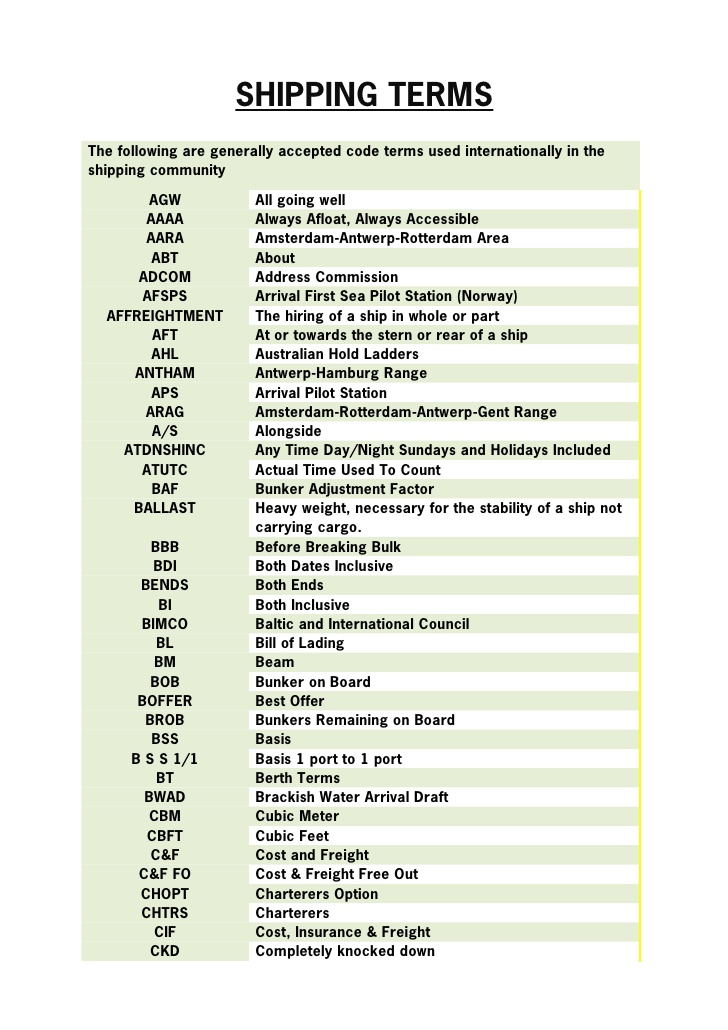 SHIPPING TERMS
The following are generally accepted code terms used internationally in the
shipping community
AGW All going well
AAAA Always Afloat, Always Accessible
AARA Amsterdam-Antwerp-Rotterdam Area
ABT About
ADCOM Address Commission
AFSPS Arrival First Sea Pilot Station (Norway)
AFFREIGHTMENT The hiring of a ship in whole or part
AFT At or towards the stern or rear of a ship
AHL Australian Hold Ladders
ANTHAM Antwerp-Hamburg Range
APS Arrival Pilot Station
ARAG Amsterdam-Rotterdam-Antwerp-Gent Range
A/S Alongside
ATDNSHINC Any Time Day/Night Sundays and Holidays Included
ATUTC Actual Time Used To Count
BAF Bunker Adjustment Factor
BALLAST Heavy weight, necessary for the stability of a ship not
carrying cargo.
BBB Before Breaking Bulk
BDI Both Dates Inclusive
BENDS Both Ends
BI Both Inclusive
BIMCO Baltic and International Council
BL Bill of Lading
BM Beam
BOB Bunker on Board
BOFFER Best Offer
BROB Bunkers Remaining on Board
BSS Basis
B S S 1/1 Basis 1 port to 1 port
BT Berth Terms
BWAD Brackish Water Arrival Draft
CBM Cubic Meter
CBFT Cubic Feet
C&F Cost and Freight
C&F FO Cost & Freight Free Out
CHOPT Charterers Option
CHTRS Charterers
CIF Cost, Insurance & Freight
CKD Completely knocked down